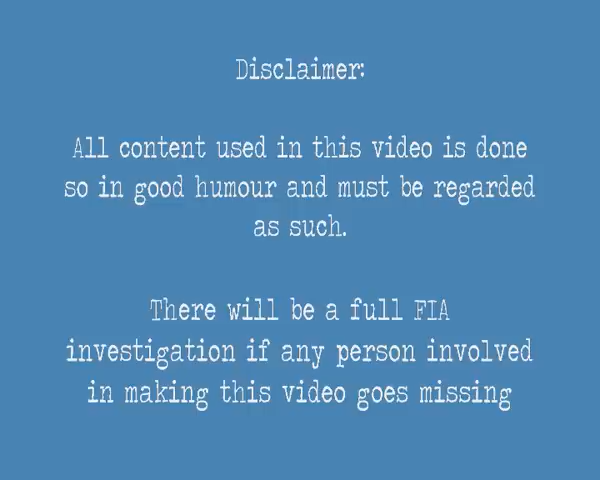 Disclaimer:
All content used in this video is done
so in good humour and must be regarded
as such.
There will be a full FIA
investigation if any person involved
in making this video goes missing